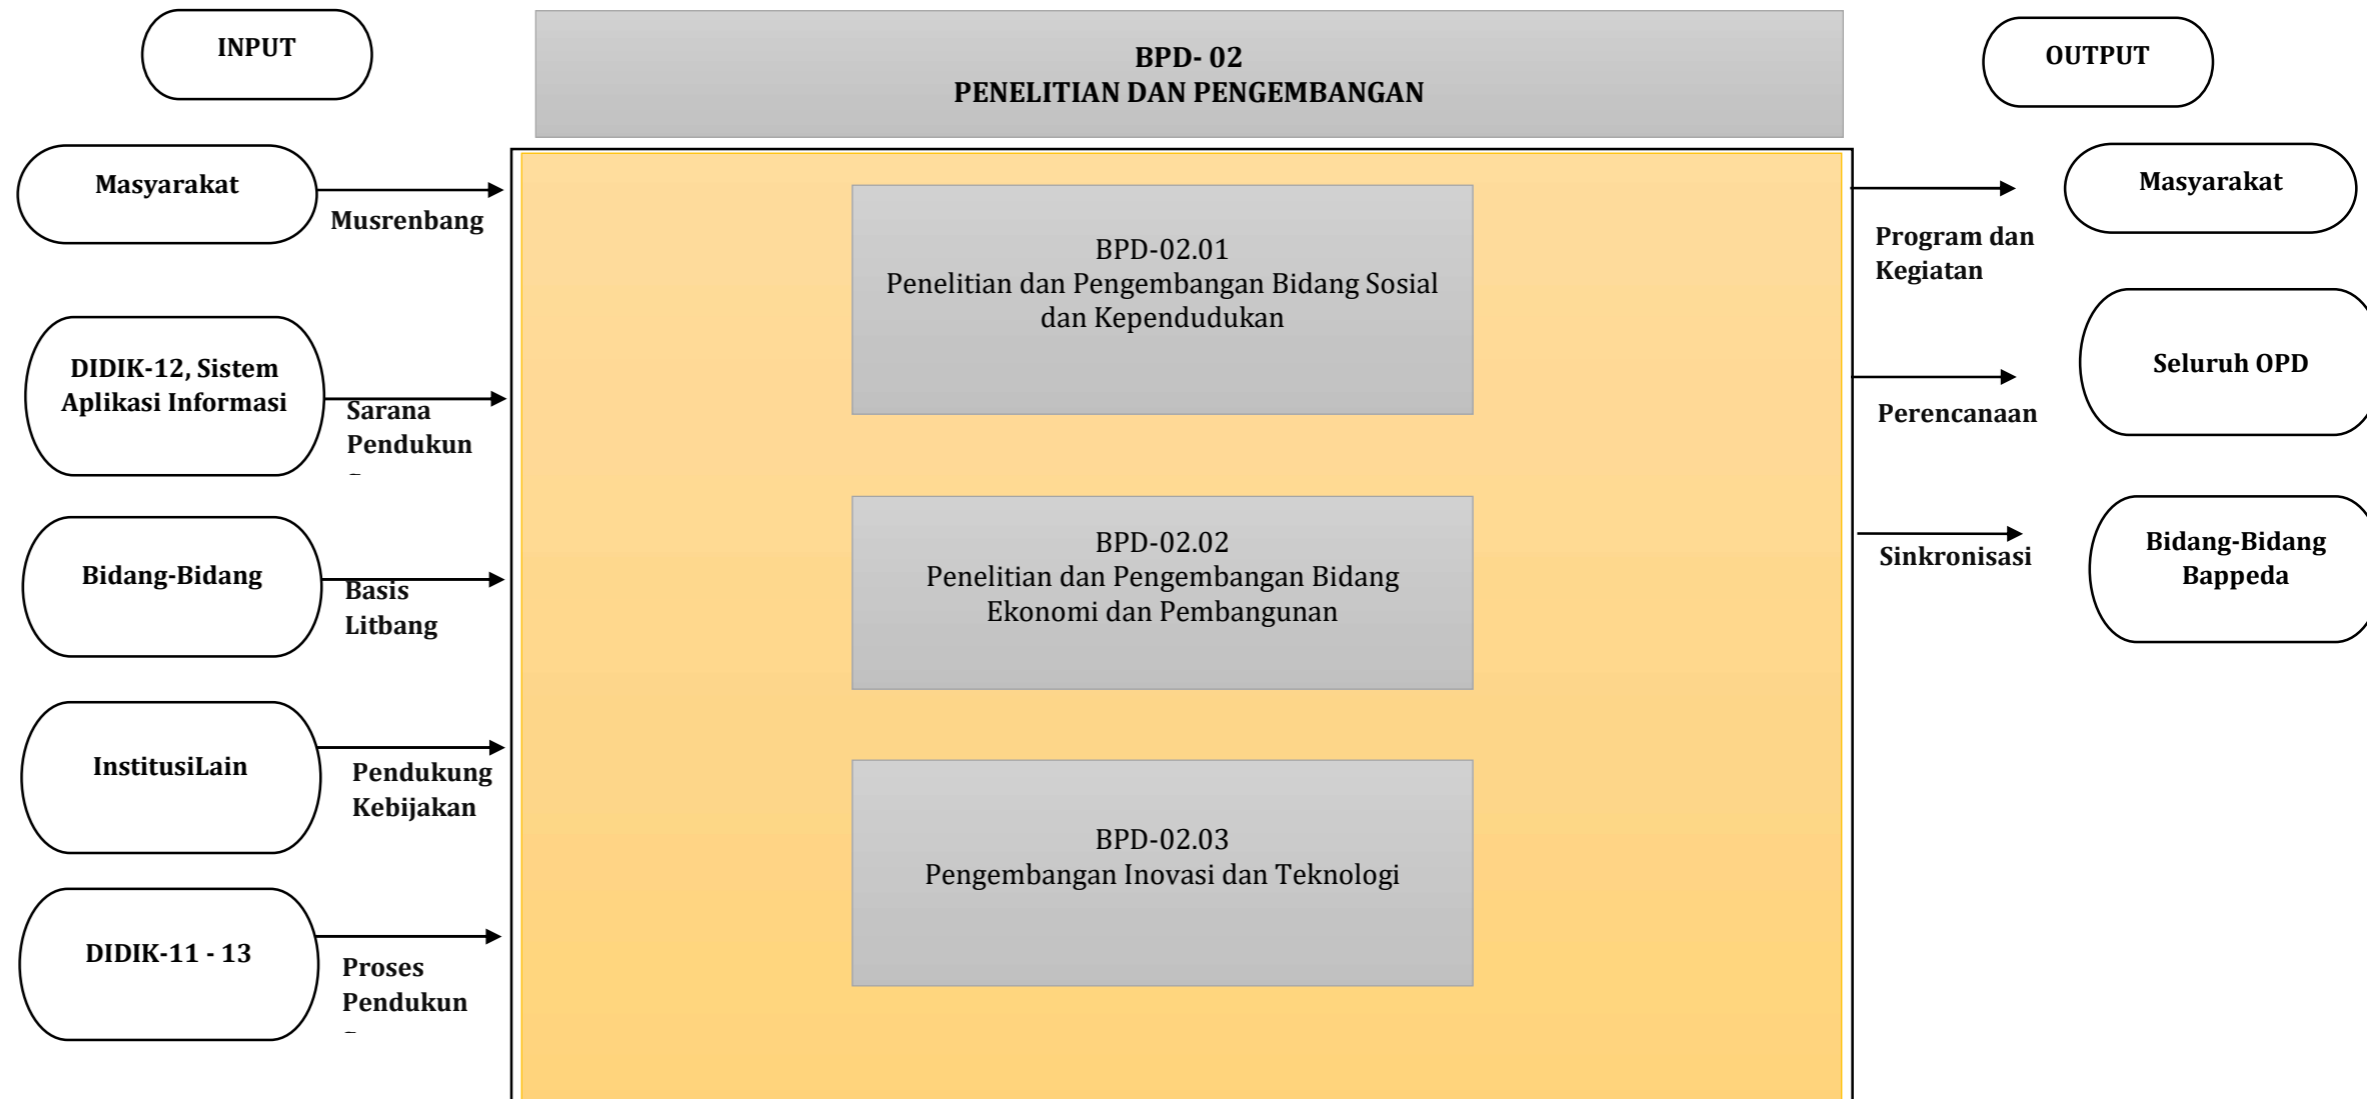 INPUT
BPD- 02
PENELITIAN DAN PENGEMBANGAN
OUTPUT
Masyarakat
Musrenbang
DIDIK-12, Sistem
Aplikasi Informasi
Sarana
Pendukun
Bidang-Bidang
Basis
Litbang
InstitusiLain
Pendukung
Kebijakan
DIDIK-11 - 13
Proses
Pendukun
BPD-02.01
Penelitian dan Pengembangan Bidang Sosial
dan Kependudukan
BPD-02.02
Penelitian dan Pengembangan Bidang
Ekonomi dan Pembangunan
BPD-02.03
Pengembangan Inovasi dan Teknologi
Program dan
Kegiatan
Masyarakat
Perencanaan
Seluruh OPD
Sinkronisasi
Bidang-Bidang
Bappeda